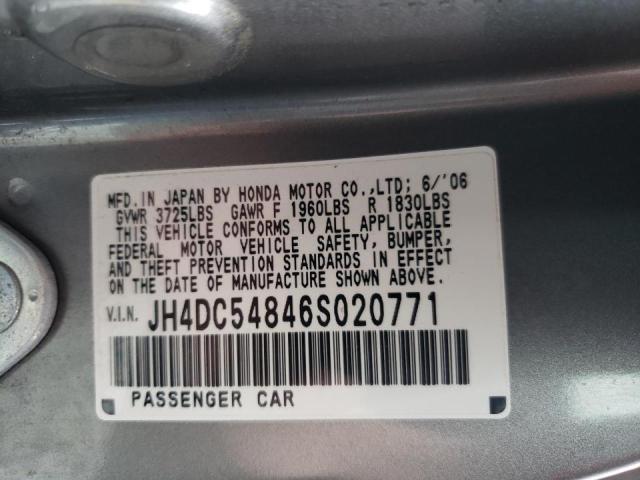 MFD. IN JAPAN BY HONDA MOTOR CO.,LTD; 6/'06
GVWR 3725LBS GAWR F 1960LBS R 1830LBS
THIS VEHICLE CONFORMS TO ALL APPLICABLE
FEDERAL MOTOR VEHICLE SAFETY, BUMPER,
AND THEFT PREVENTION STANDARDS IN EFFECT
ON THE DATE OF MANUFACTURE SHOWN ABOVE.
V.I.N. JH4DC54846S020771
PASSENGER CAR